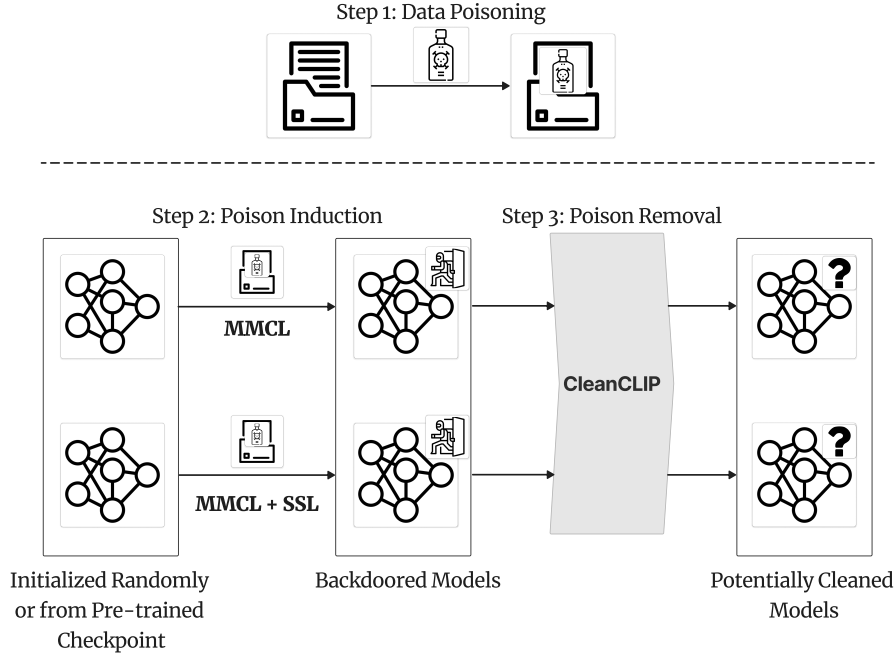 Step 1: Data Poisoning
Step 2: Poison Induction
Step 3: Poison Removal
MMCL
CleanCLIP
MMCL + SSL
Initialized Randomly
or from Pre-trained
Checkpoint
Backdoored Models
Potentially Cleaned
Models
?
?